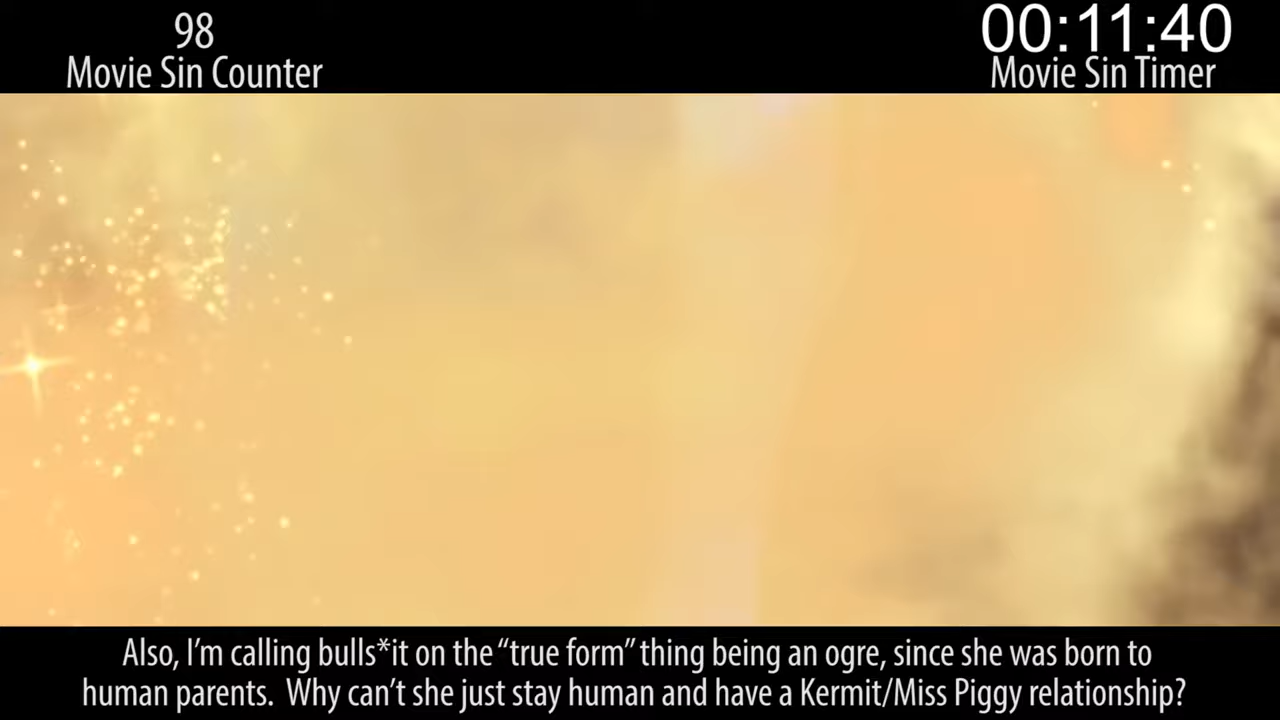 98
Movie Sin Counter
00:11:40
Movie Sin Timer
Also, I'm calling bulls*it on the “true form” thing being an ogre, since she was born to
human parents.  Why can't she just stay human and have a Kermit/Miss Piggy relationship?